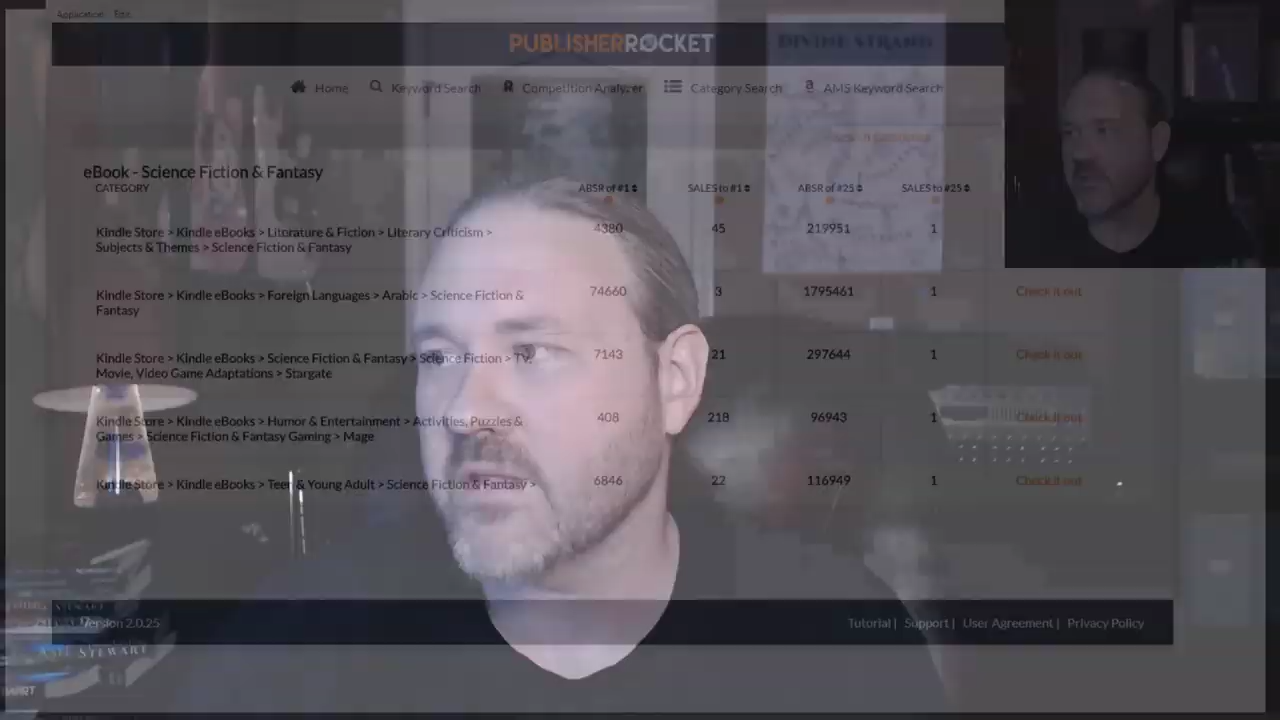 Application Edit
PUBLISHERROCKET
DIVINE STRAND
Home Keyword Search Competition Analyzer Category Search AMS Keyword Search
eBook - Science Fiction & Fantasy
CATEGORY ABSR of #1 SALES to #1 ABSR of #25 SALES to #25
Kindle Store > Kindle eBooks > Literature & Fiction > Literary Criticism > 4380 45 219951 1
Subjects & Themes > Science Fiction & Fantasy
Kindle Store > Kindle eBooks > Foreign Languages > Arabic > Science Fiction & 74660 3 1795461 1 Check it out
Fantasy
Kindle Store > Kindle eBooks > Science Fiction & Fantasy > Science Fiction > TV, 7143 21 297644 1 Check it out
Movie, Video Game Adaptations > Stargate
Kindle Store > Kindle eBooks > Humor & Entertainment > Activities, Puzzles & 408 218 96943 1 Check it out
Games > Science Fiction & Fantasy Gaming > Mage
Kindle Store > Kindle eBooks > Teen & Young Adult > Science Fiction & Fantasy > 6846 22 116949 1 Check it out
STEWART
Version 2.0.25 Tutorial | Support | User Agreement | Privacy Policy
STEWART